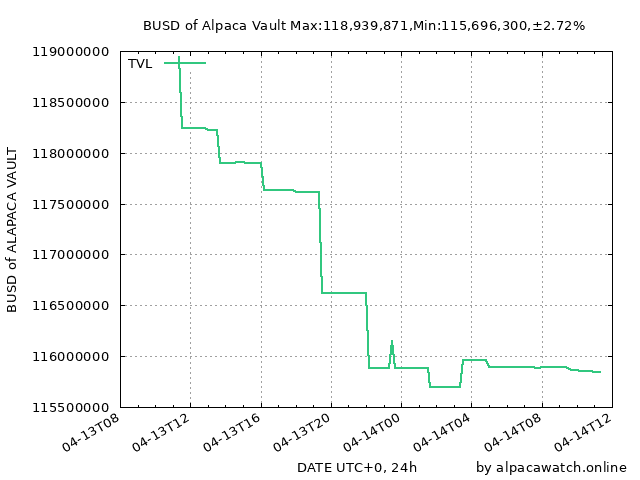 BUSD of Alpaca Vault Max:118,939,871,Min:115,696,300,±2.72%
TVL
119000000
118500000
118000000
117500000
117000000
116500000
116000000
115500000
BUSD of ALAPACA VAULT
04-13T08
04-13T12
04-13T16
04-13T20
04-14T00
04-14T04
04-14T08
04-14T12
DATE UTC+0, 24h
by alpacawatch.online